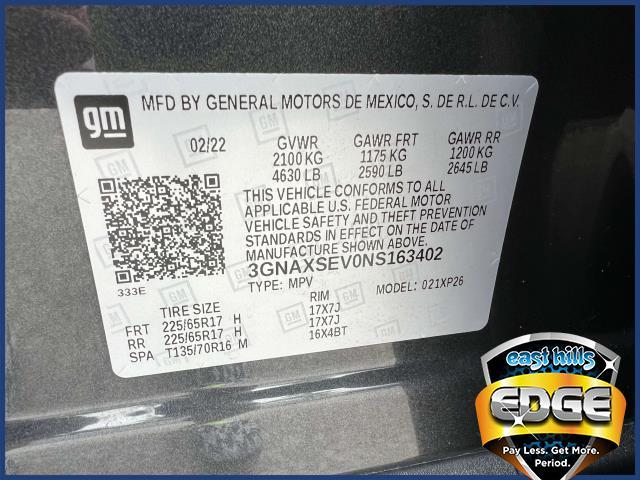 gm
MFD BY GENERAL MOTORS DE MEXICO, S. DE R.L. DE C.V.
02/22 GVWR GAWR FRT GAWR RR
2100 KG 1175 KG 1200 KG
4630 LB 2590 LB 2645 LB
THIS VEHICLE CONFORMS TO ALL
APPLICABLE U.S. FEDERAL MOTOR
VEHICLE SAFETY AND THEFT PREVENTION
STANDARDS IN EFFECT ON THE DATE OF
MANUFACTURE SHOWN ABOVE.
3GNAXSEV0NS163402
333E TYPE: MPV MODEL: 021XP26
TIRE SIZE RIM
FRT 225/65R17 H 17X7J
RR 225/65R17 H 17X7J
SPA T135/70R16 M 16X4BT
east hills
EDGE
Pay Less. Get More.
Period.